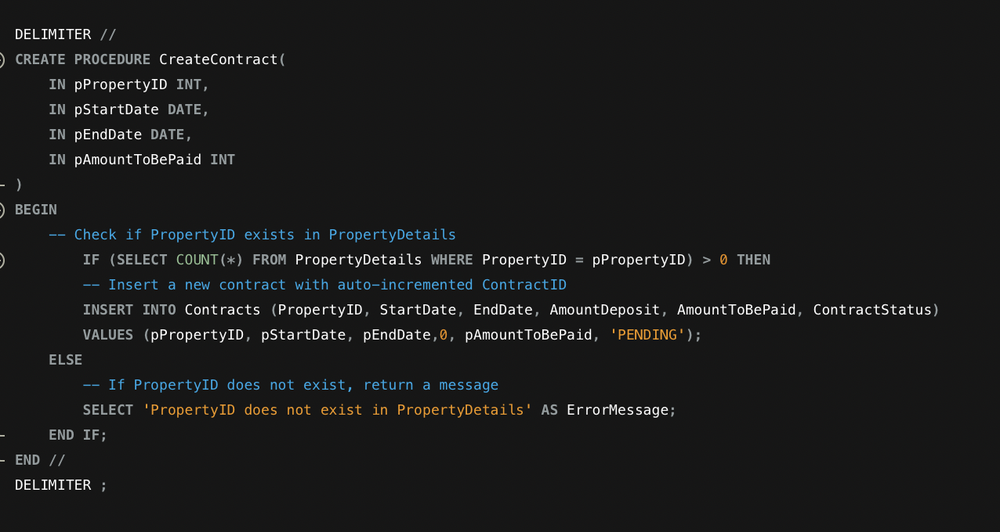 DELIMITER //
CREATE PROCEDURE CreateContract(
    IN pPropertyID INT,
    IN pStartDate DATE,
    IN pEndDate DATE,
    IN pAmountToBePaid INT
)
BEGIN
    -- Check if PropertyID exists in PropertyDetails
        IF (SELECT COUNT(*) FROM PropertyDetails WHERE PropertyID = pPropertyID) > 0 THEN
        -- Insert a new contract with auto-incremented ContractID
        INSERT INTO Contracts (PropertyID, StartDate, EndDate, AmountDeposit, AmountToBePaid, ContractStatus)
        VALUES (pPropertyID, pStartDate, pEndDate,0, pAmountToBePaid, 'PENDING');
    ELSE
        -- If PropertyID does not exist, return a message
        SELECT 'PropertyID does not exist in PropertyDetails' AS ErrorMessage;
    END IF;
END //
DELIMITER ;